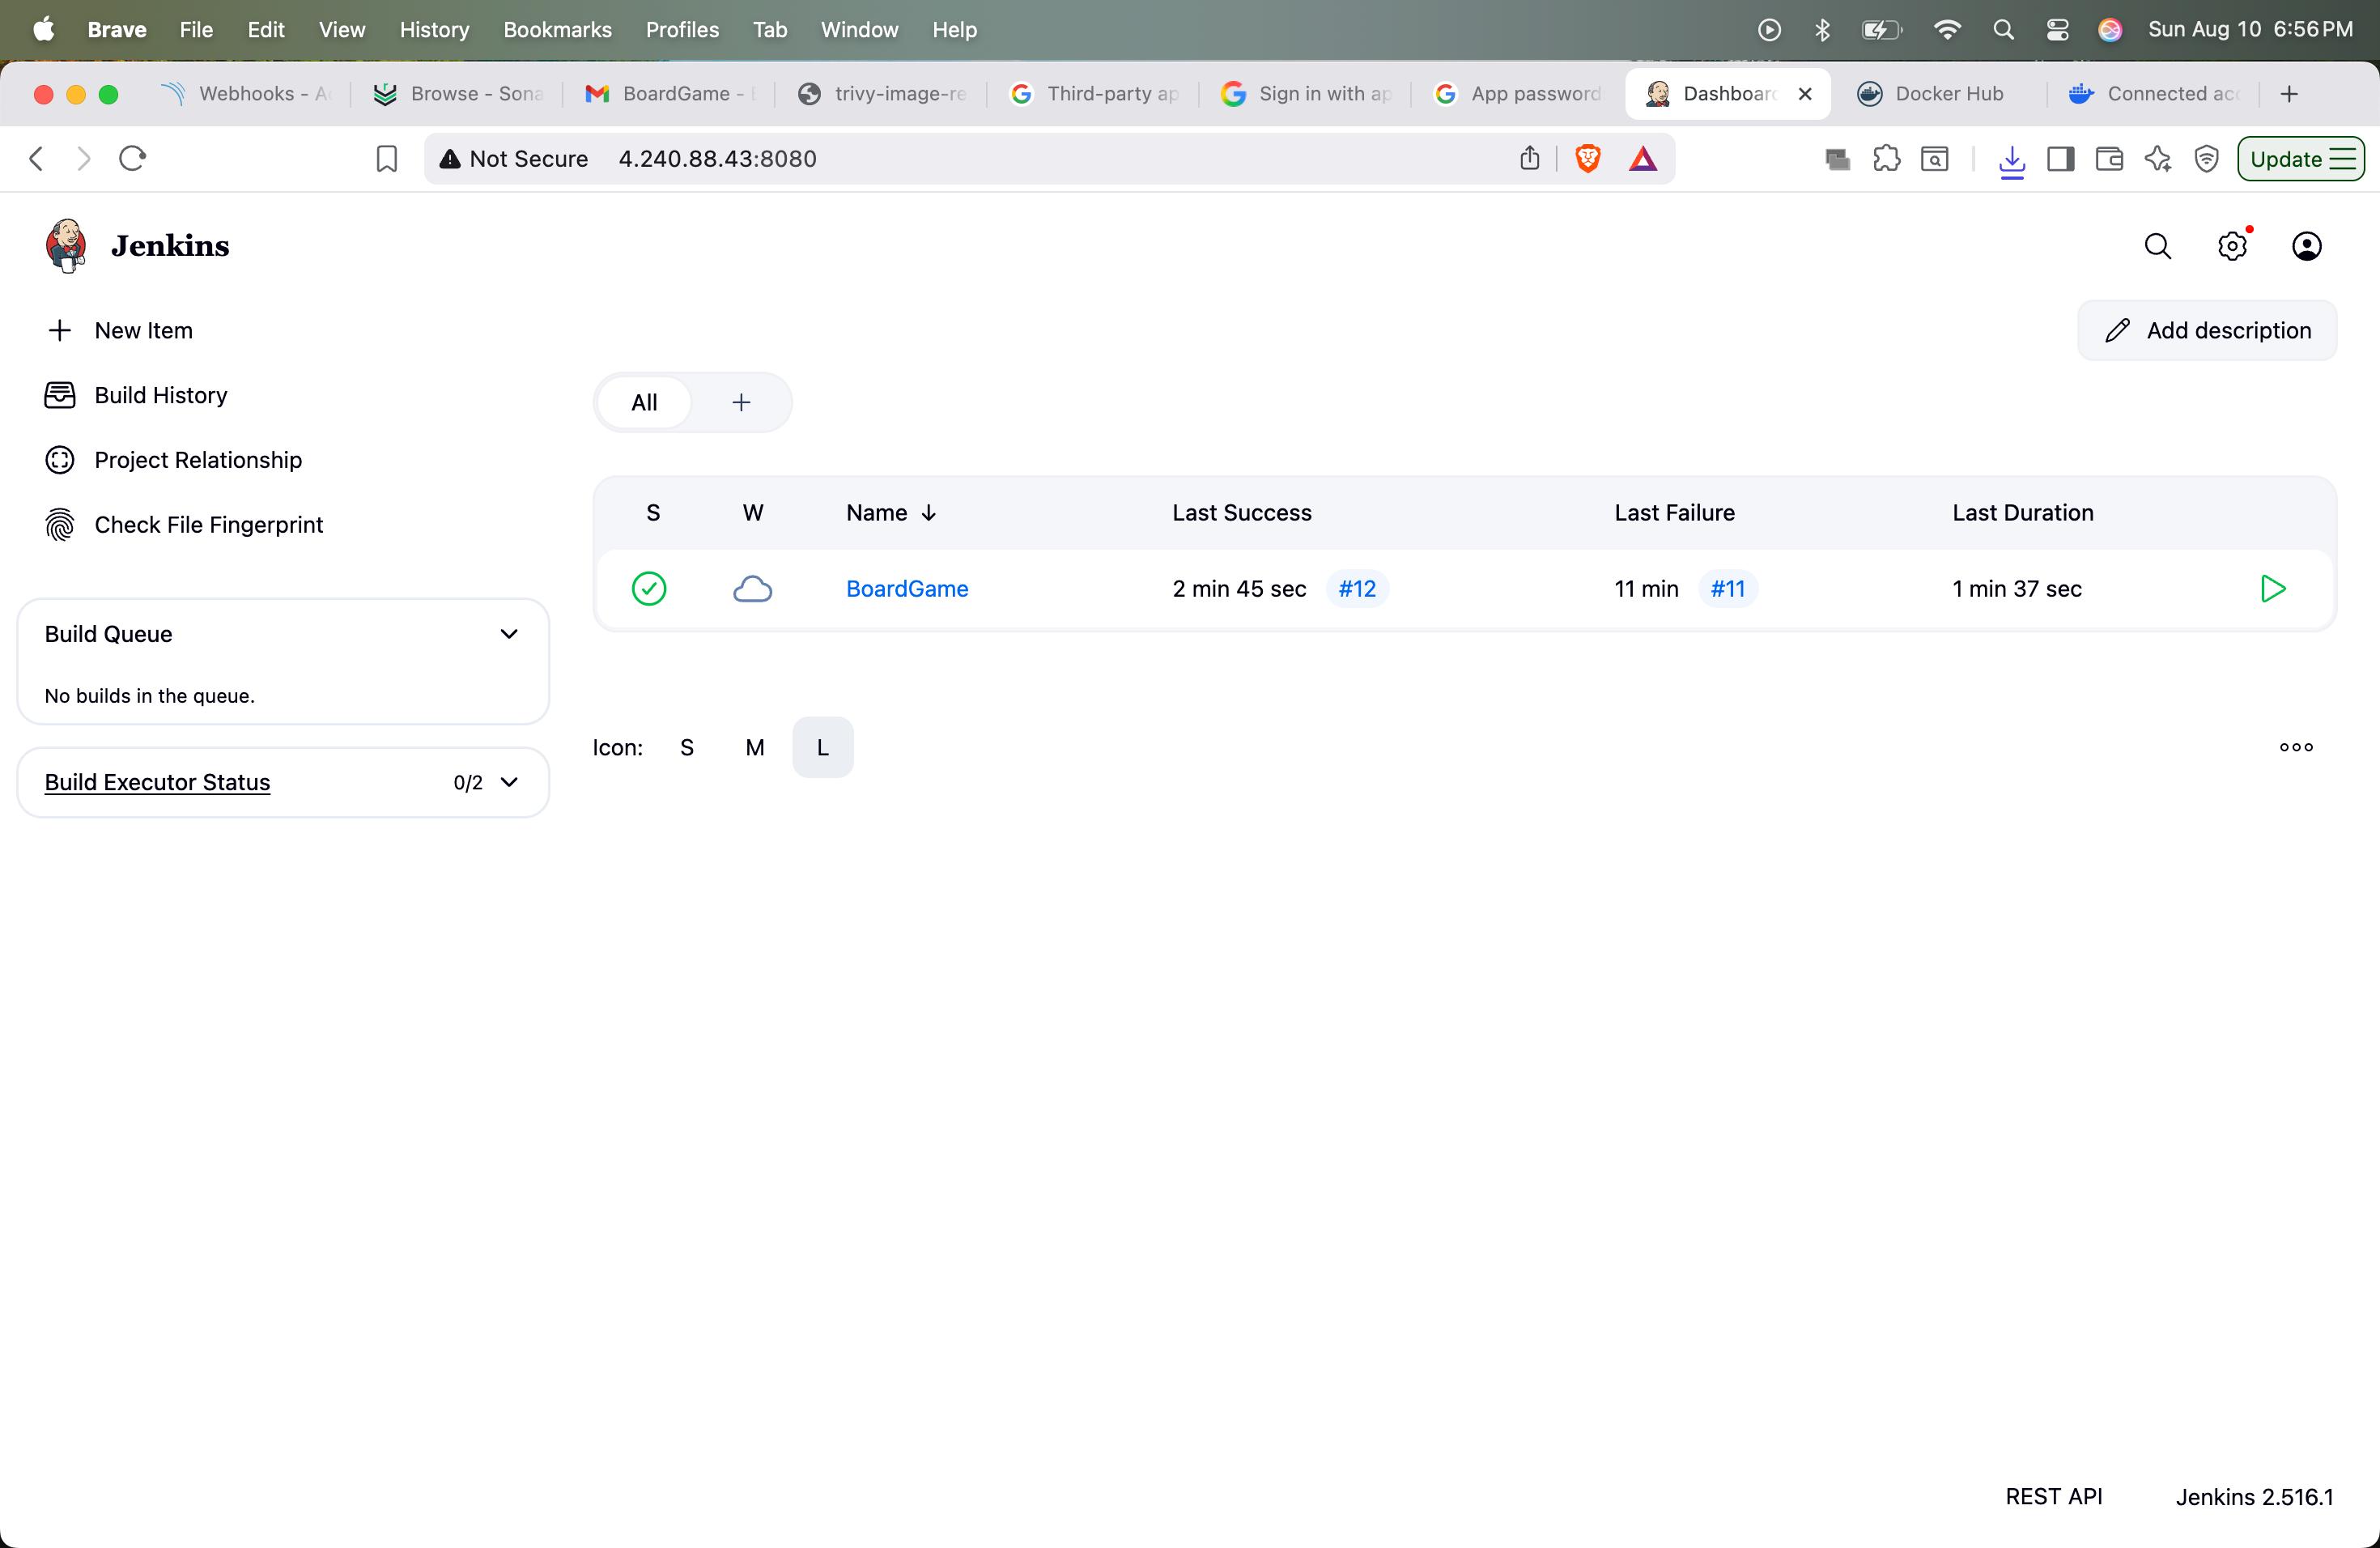 Brave File Edit View History Bookmarks Profiles Tab Window Help Sun Aug 10 6:56 PM
Webhooks - Browse - Sona BoardGame - trivy-image-re Third-party ap Sign in with ap App password Dashboar Docker Hub Connected acc
Not Secure 4.240.88.43:8080 Update
Jenkins
New Item
Add description
Build History
All +
Project Relationship
Check File Fingerprint
S W Name ↓ Last Success Last Failure Last Duration
BoardGame 2 min 45 sec #12 11 min #11 1 min 37 sec
Build Queue
No builds in the queue.
Icon: S M L
Build Executor Status 0/2
REST API Jenkins 2.516.1